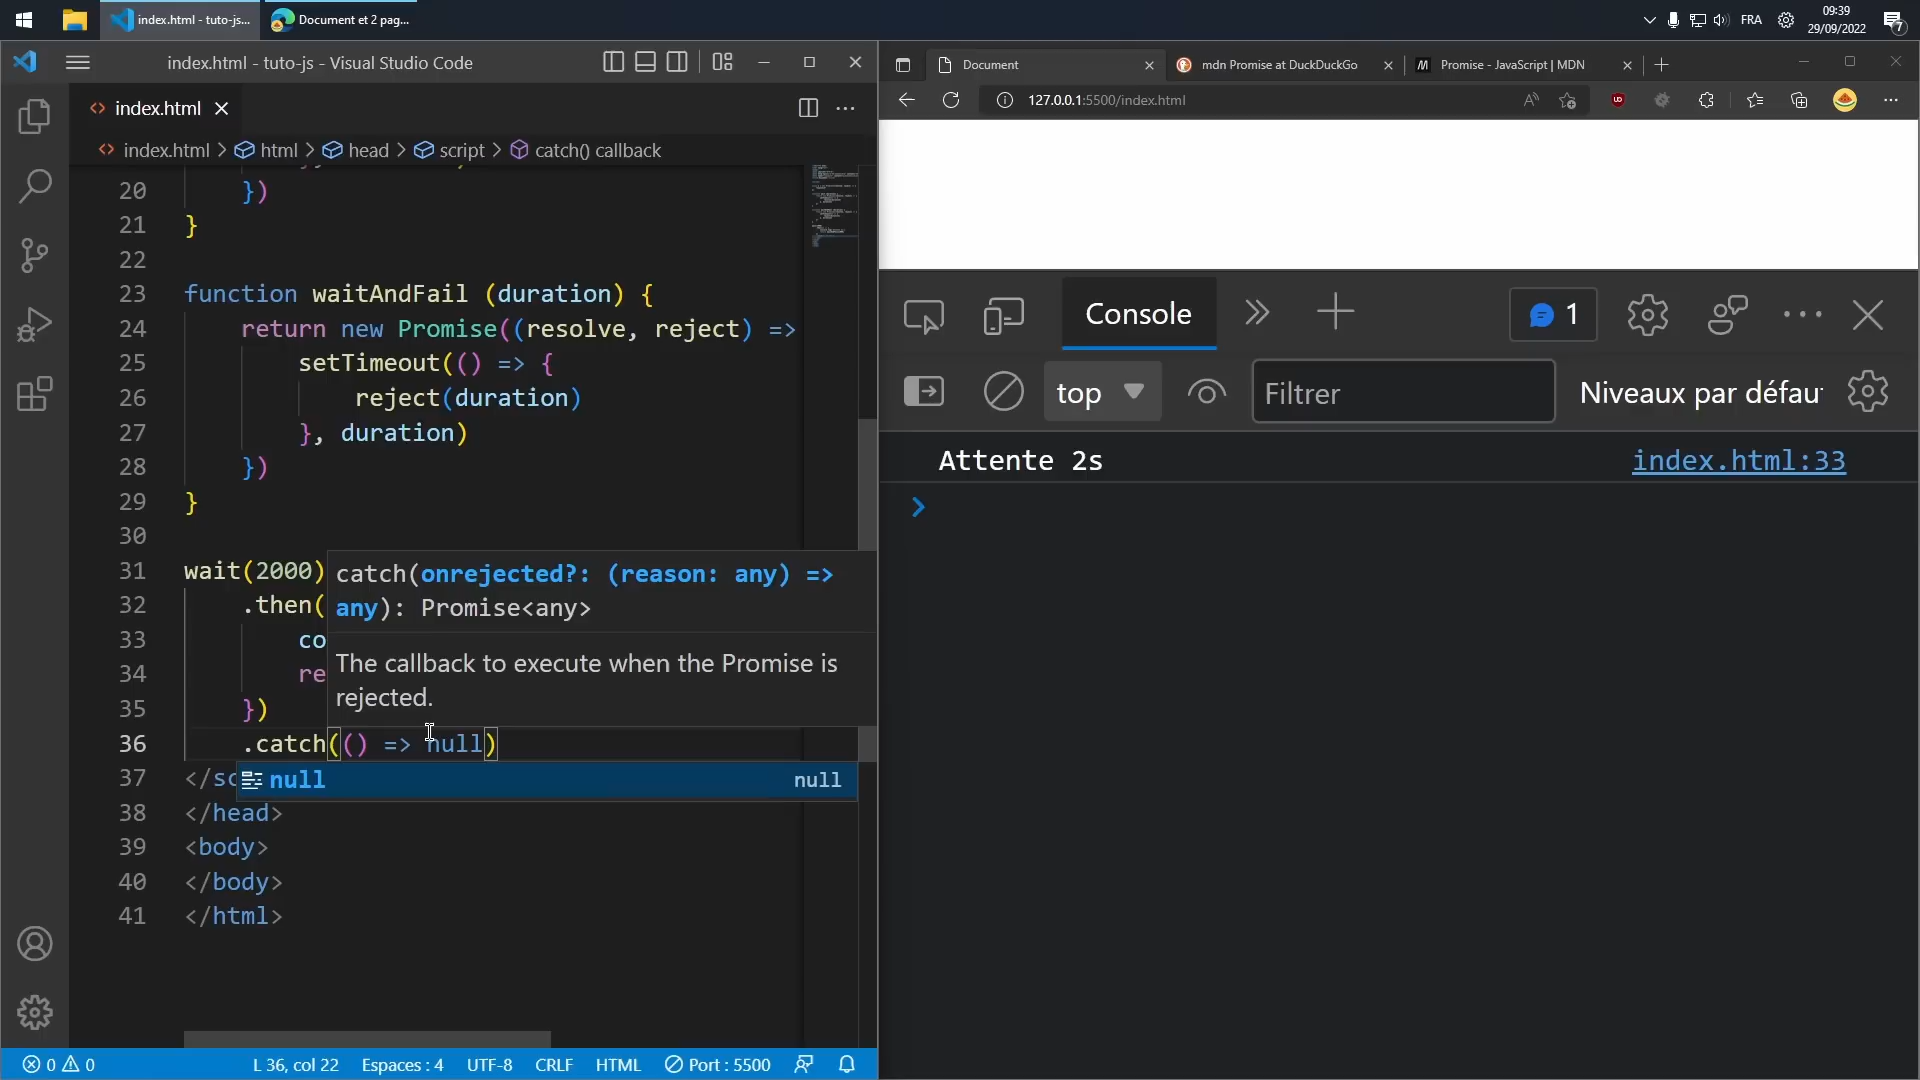 index.html - tuto-js...
Document et 2 pag...
FRA
09:39
29/09/2022
7
index.html - tuto-js - Visual Studio Code
index.html
index.html > html > head > script > catch() callback
20 })
21 }
22
23 function waitAndFail (duration) {
24 return new Promise((resolve, reject) =>
25 setTimeout(() => {
26 reject(duration)
27 }, duration)
28 })
29 }
30
31 wait(2000)
32 .then(
33 co
34 re
35 })
36 .catch(() => null)
37 </sc
38 </head>
39 <body>
40 </body>
41 </html>
catch(onrejected?: (reason: any) =>
any): Promise<any>
The callback to execute when the Promise is
rejected.
null null
0 0 L 36, col 22 Espaces : 4 UTF-8 CRLF HTML Port : 5500
Document
mdn Promise at DuckDuckGo
Promise - JavaScript | MDN
127.0.0.1:5500/index.html
Console
1
top
Filtrer
Niveaux par défau
Attente 2s index.html:33